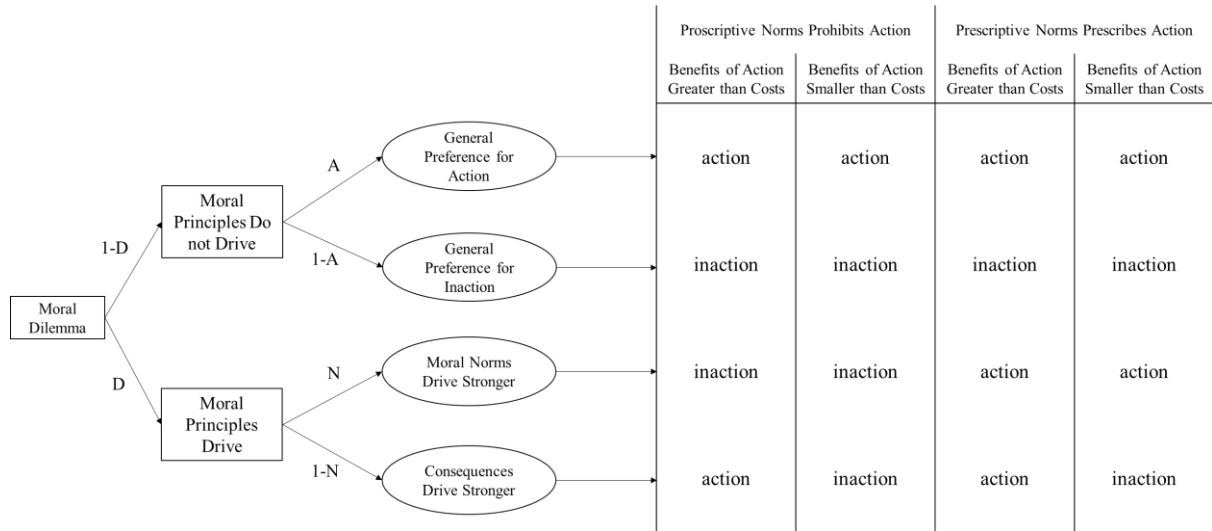 Proscriptive Norms Prohibits Action
Prescriptive Norms Prescribes Action
Benefits of Action
Greater than Costs
Benefits of Action
Smaller than Costs
Benefits of Action
Greater than Costs
Benefits of Action
Smaller than Costs
Moral
Dilemma
1-D
D
Moral
Principles Do
not Drive
A
1-A
General
Preference for
Action
action
action
action
action
General
Preference for
Inaction
inaction
inaction
inaction
inaction
Moral
Principles
Drive
N
1-N
Moral Norms
Drive Stronger
inaction
inaction
action
action
Consequences
Drive Stronger
action
inaction
action
inaction